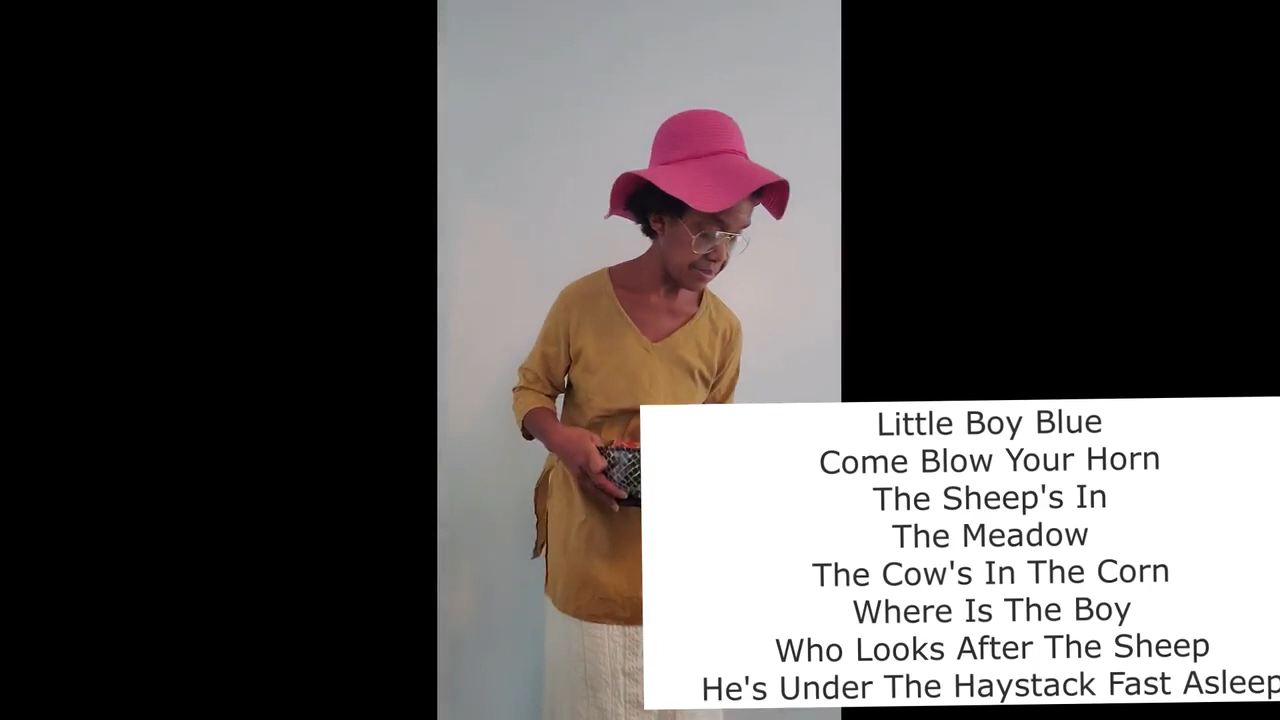 Little Boy Blue
Come Blow Your Horn
The Sheep's In
The Meadow
The Cow's In The Corn
Where Is The Boy
Who Looks After The Sheep
He's Under The Haystack Fast Asleep